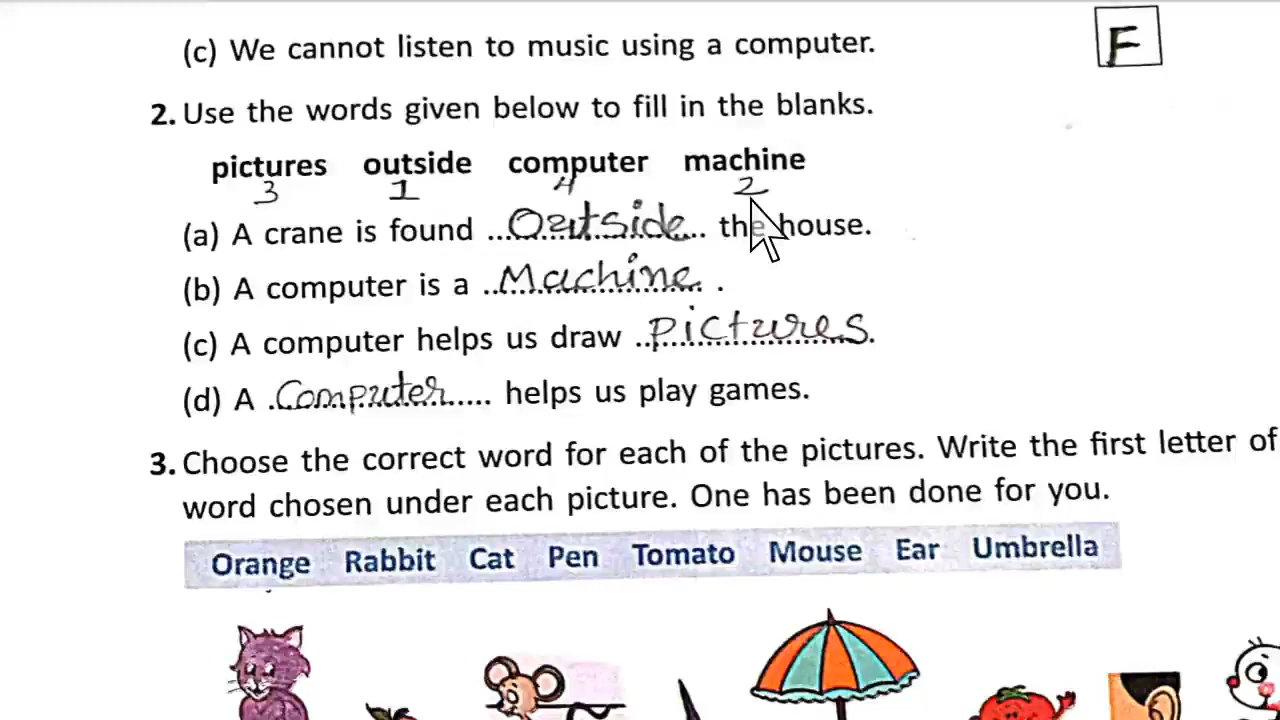 (c) We cannot listen to music using a computer. F
2. Use the words given below to fill in the blanks.
pictures outside computer machine
3 1 4 2
(a) A crane is found ...Outside... the house.
(b) A computer is a ...Machine... .
(c) A computer helps us draw ...pictures.
(d) A .Computer..... helps us play games.
3. Choose the correct word for each of the pictures. Write the first letter of
word chosen under each picture. One has been done for you.
Orange Rabbit Cat Pen Tomato Mouse Ear Umbrella